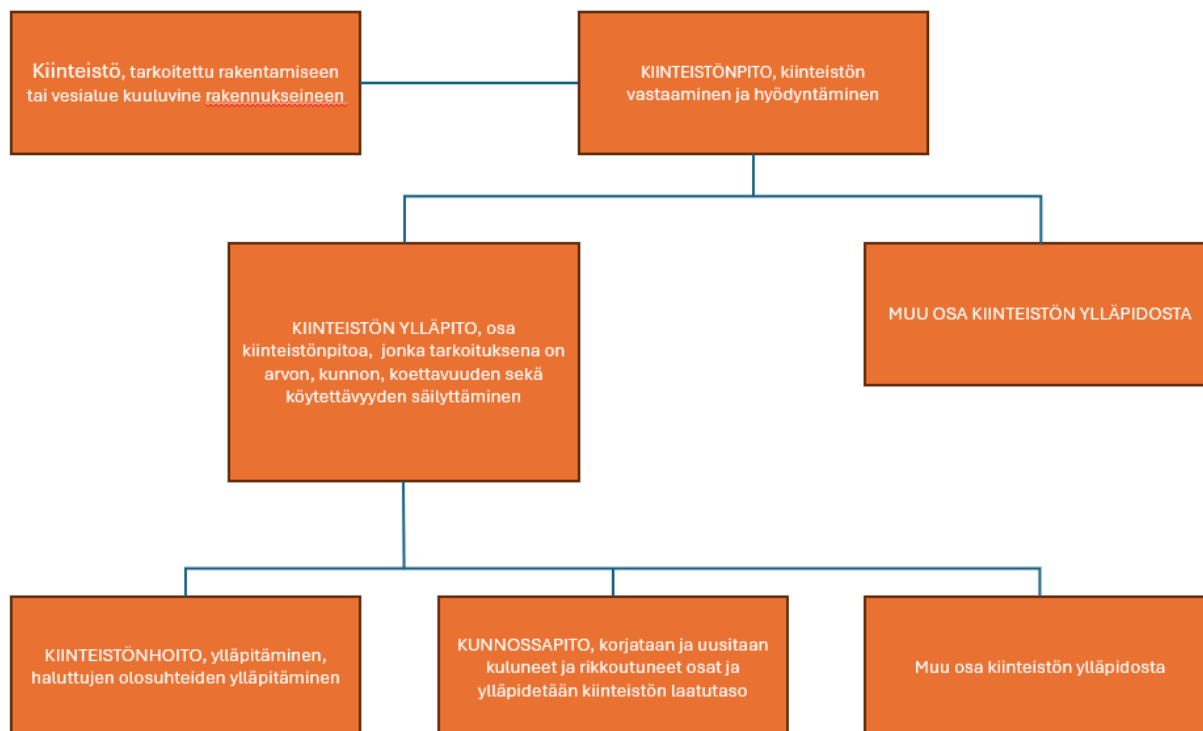 Kiinteistö, tarkoitettu rakentamiseen
tai vesialue kuuluvine rakennukseineen
KIINTEISTÖNPITO, kiinteistön
vastaaminen ja hyödyntäminen
KIINTEISTÖN YLLÄPITO, osa
kiinteistönpitoa, jonka tarkoituksena on
arvon, kunnon, koettavuuden sekä
köytettävyyden säilyttäminen
MUU OSA KIINTEISTÖN YLLÄPIDOSTA
KIINTEISTÖNHOITO, ylläpitäminen,
haluttujen olosuhteiden ylläpitäminen
KUNNOSSAPITO, korjataan ja uusitaan
kuluneet ja rikkoutuneet osat ja
ylläpidetään kiinteistön laatutaso
Muu osa kiinteistön ylläpidosta